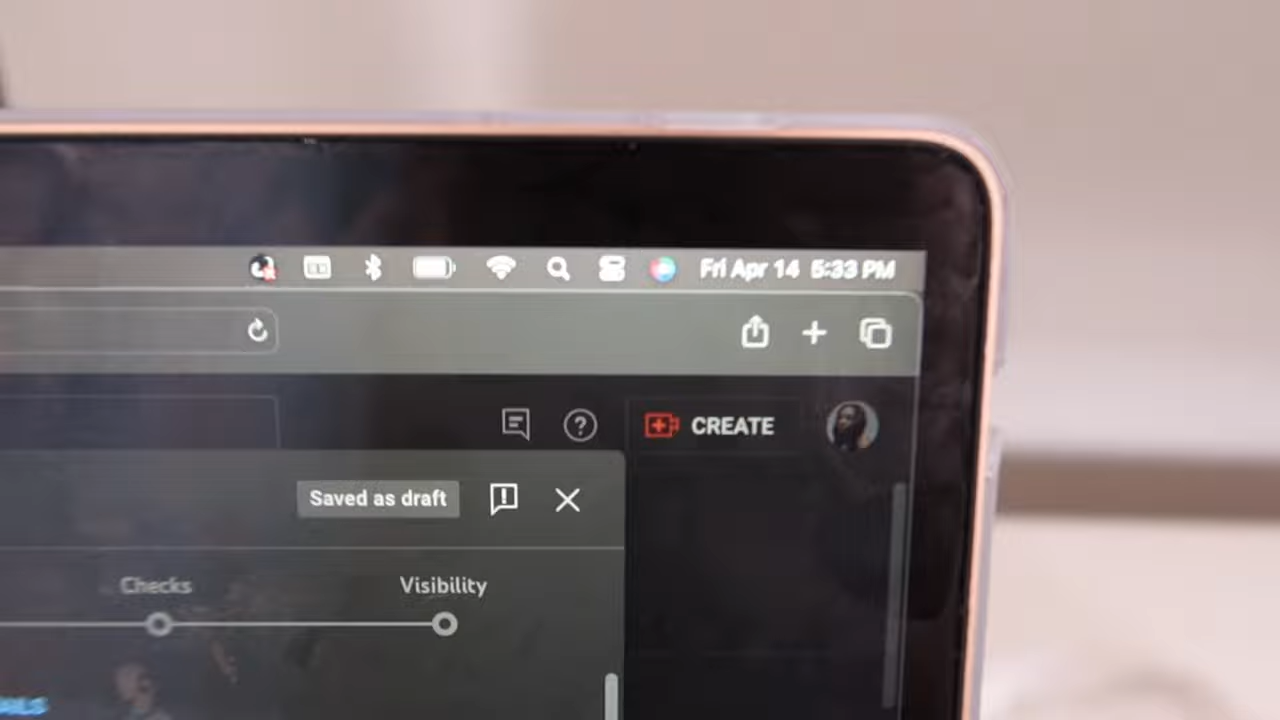 Fri Apr 14 5:33 PM
CREATE
Saved as draft
Checks Visibility